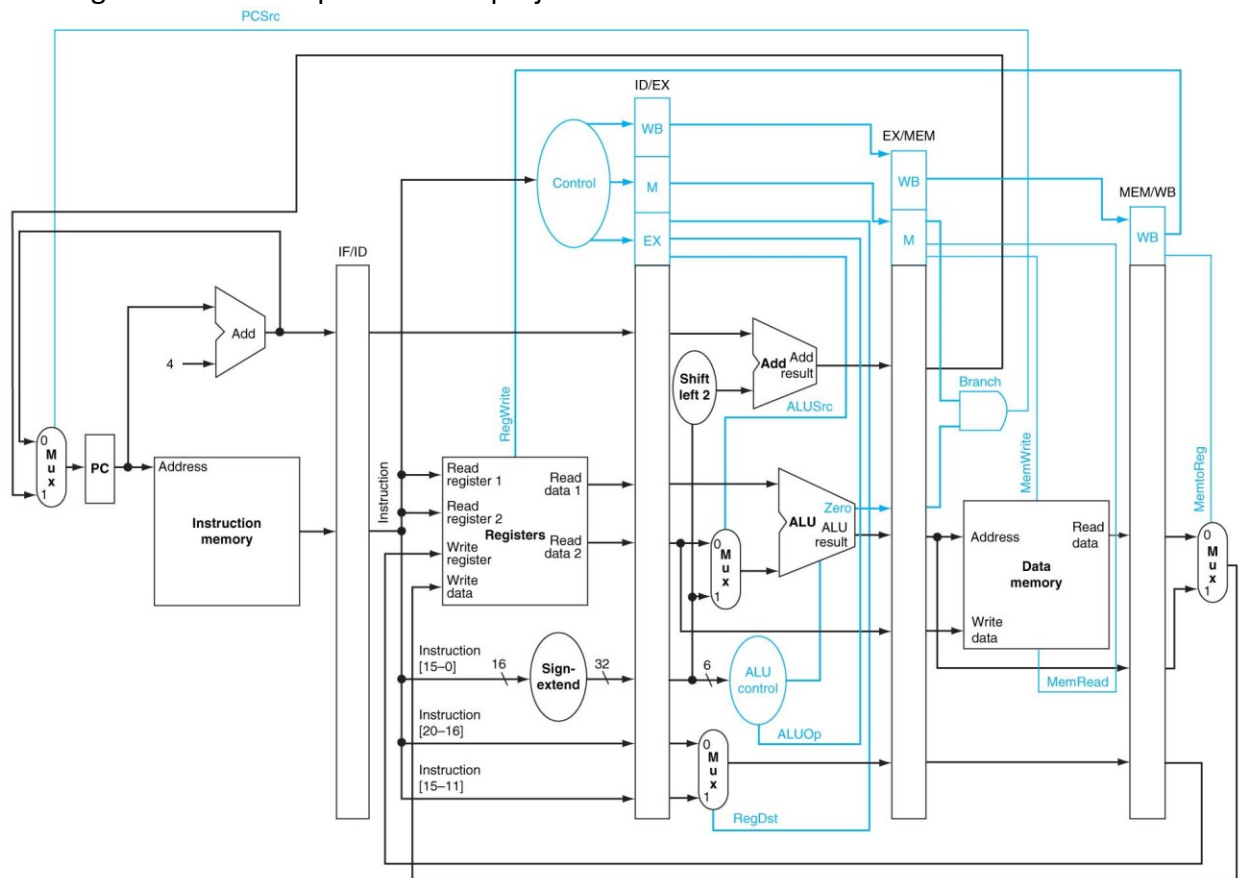 PCSrc
ID/EX
WB
EX/MEM
Control
M
WB
MEM/WB
EX
M
WB
IF/ID
Add
4
Shift
left 2
Add
Add
result
Branch
ALUSrc
RegWrite
MemWrite
MemtoReg
0
M
u
x
1
PC
Address
Instruction
memory
Instruction
Read
register 1
Read
register 2
Write
register
Write
data
Registers
Read
data 1
Read
data 2
0
M
u
x
1
Zero
ALU
ALU
result
Address
Read
data
Data
memory
Write
data
0
M
u
x
1
Instruction
[15–0]
16
Sign-
extend
32
6
ALU
control
MemRead
ALUOp
Instruction
[20–16]
Instruction
[15–11]
0
M
u
x
1
RegDst